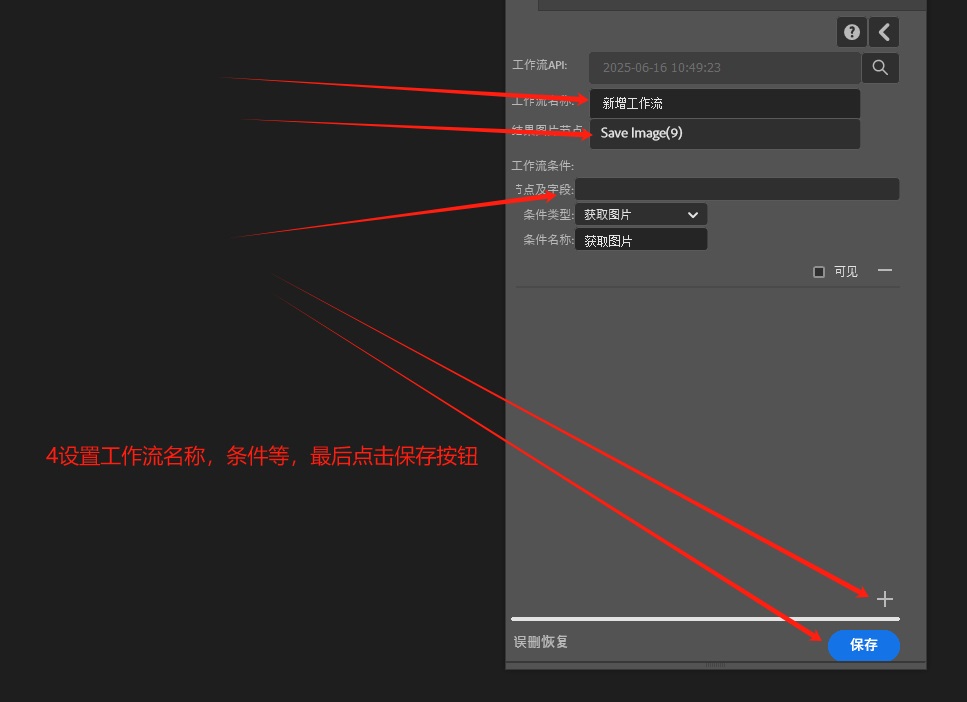 工作流API:
2025-06-16 10:49:23
工作流名称:
新增工作流
结果图片节点
Save Image(9)
工作流条件:
节点及字段:
条件类型:
获取图片
条件名称:
获取图片
可见
4设置工作流名称，条件等，最后点击保存按钮
误删恢复
保存